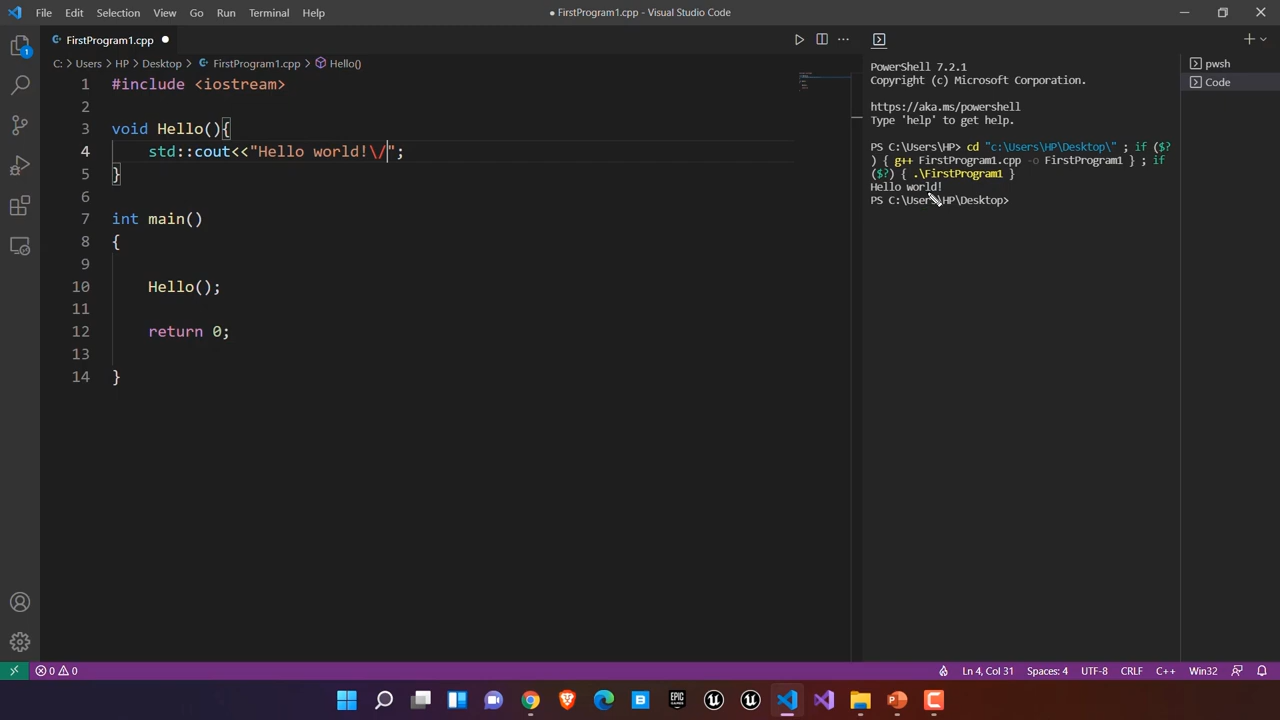 File Edit Selection View Go Run Terminal Help
● FirstProgram1.cpp - Visual Studio Code
FirstProgram1.cpp ●
C: > Users > HP > Desktop > FirstProgram1.cpp > Hello()
1 #include <iostream>
2
3 void Hello(){
4     std::cout<<"Hello world!\/";
5 }
6
7 int main()
8 {
9
10     Hello();
11
12     return 0;
13
14 }
PowerShell 7.2.1
Copyright (c) Microsoft Corporation.
https://aka.ms/powershell
Type 'help' to get help.
PS C:\Users\HP> cd "c:\Users\HP\Desktop\" ; if ($?
) { g++ FirstProgram1.cpp -o FirstProgram1 } ; if
($?) { .\FirstProgram1 }
Hello world!
PS C:\Users\HP\Desktop>
pwsh
Code
1
0 0
Ln 4, Col 31 Spaces: 4 UTF-8 CRLF C++ Win32
EPIC GAMES